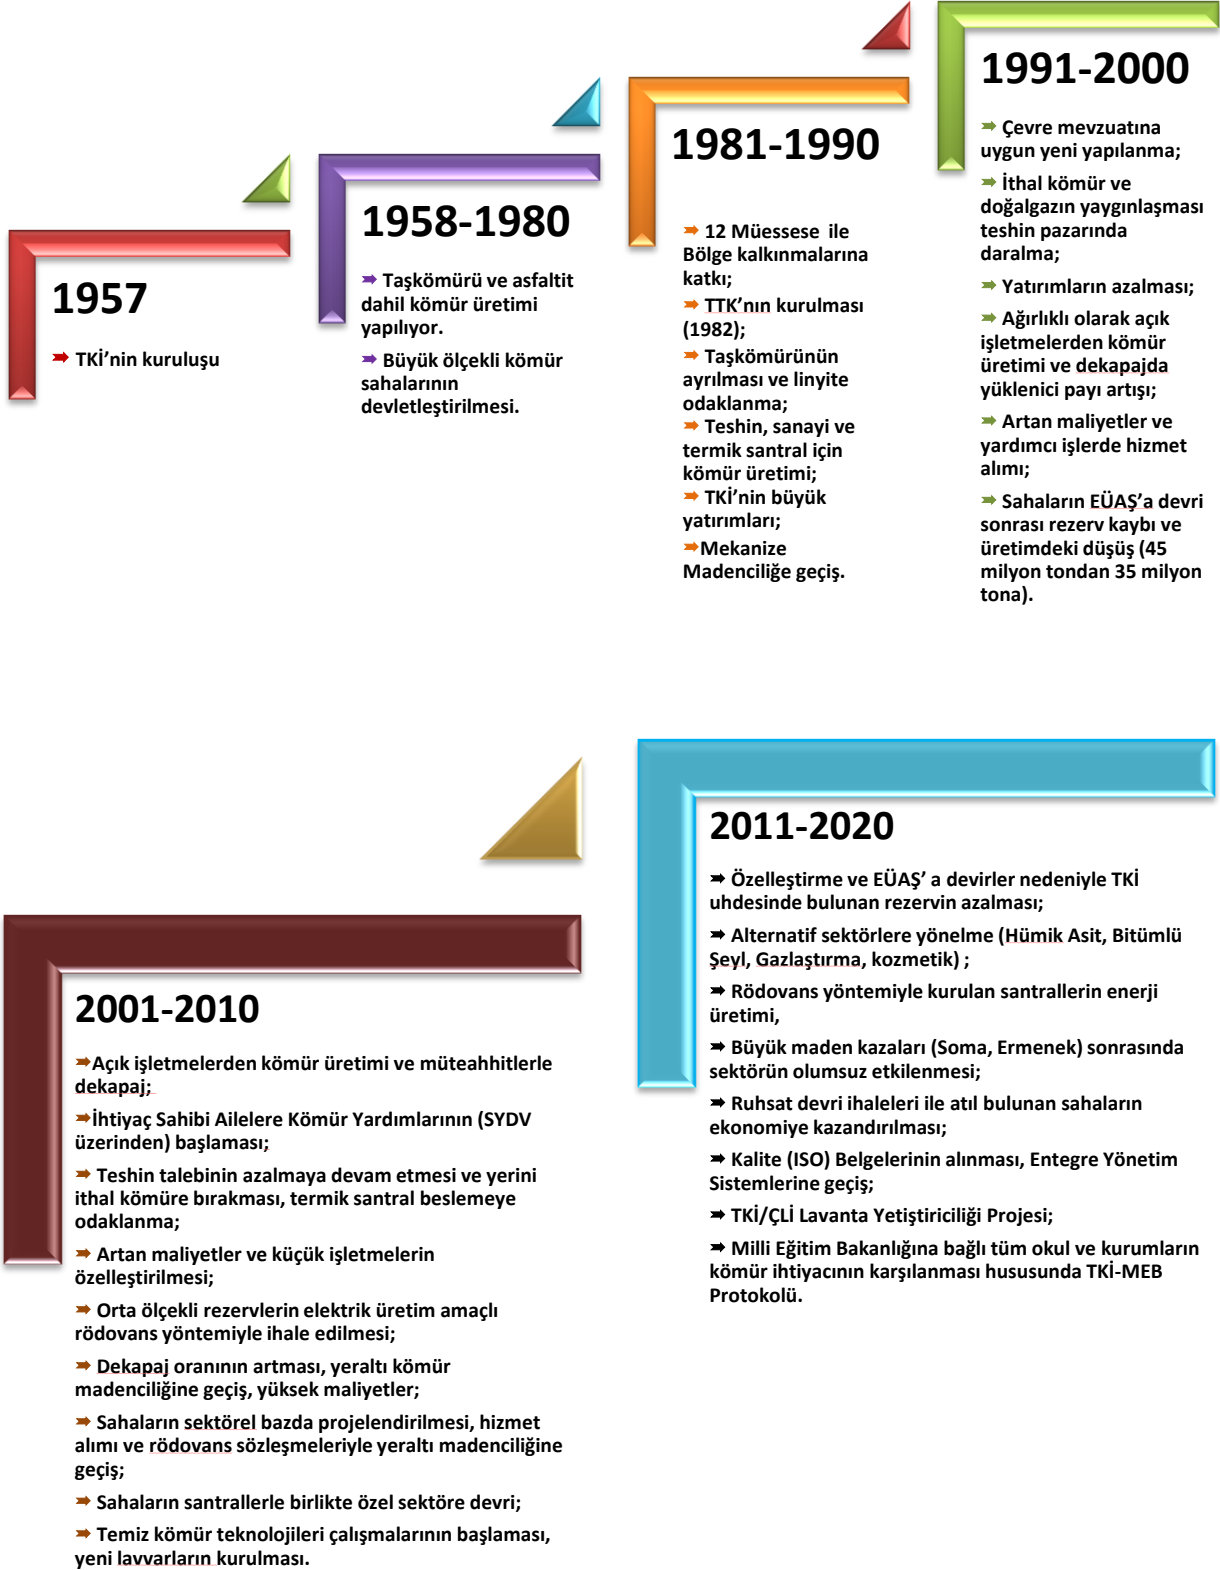 1957
➡ TKİ’nin kuruluşu
1958-1980
➡ Taşkömürü ve asfaltit
dahil kömür üretimi
yapılıyor.
➡ Büyük ölçekli kömür
sahalarının
devletleştirilmesi.
1981-1990
➡ 12 Müessese ile
Bölge kalkınmalarına
katkı;
➡ TTK’nın kurulması
(1982);
➡ Taşkömürünün
ayrılması ve linyite
odaklanma;
➡ Teshin, sanayi ve
termik santral için
kömür üretimi;
➡ TKİ’nin büyük
yatırımları;
➡Mekanize
Madenciliğe geçiş.
1991-2000
➡ Çevre mevzuatına
uygun yeni yapılanma;
➡ İthal kömür ve
doğalgazın yaygınlaşması
teshin pazarında
daralma;
➡ Yatırımların azalması;
➡ Ağırlıklı olarak açık
işletmelerden kömür
üretimi ve dekapajda
yüklenici payı artışı;
➡ Artan maliyetler ve
yardımcı işlerde hizmet
alımı;
➡ Sahaların EÜAŞ’a devri
sonrası rezerv kaybı ve
üretimdeki düşüş (45
milyon tondan 35 milyon
tona).
2001-2010
➡Açık işletmelerden kömür üretimi ve müteahhitlerle
dekapaj;
➡İhtiyaç Sahibi Ailelere Kömür Yardımlarının (SYDV
üzerinden) başlaması;
➡ Teshin talebinin azalmaya devam etmesi ve yerini
ithal kömüre bırakması, termik santral beslemeye
odaklanma;
➡ Artan maliyetler ve küçük işletmelerin
özelleştirilmesi;
➡ Orta ölçekli rezervlerin elektrik üretim amaçlı
rödovans yöntemiyle ihale edilmesi;
➡ Dekapaj oranının artması, yeraltı kömür
madenciliğine geçiş, yüksek maliyetler;
➡ Sahaların sektörel bazda projelendirilmesi, hizmet
alımı ve rödovans sözleşmeleriyle yeraltı madenciliğine
geçiş;
➡ Sahaların santrallerle birlikte özel sektöre devri;
➡ Temiz kömür teknolojileri çalışmalarının başlaması,
yeni lavvarların kurulması.
2011-2020
➡ Özelleştirme ve EÜAŞ’ a devirler nedeniyle TKİ
uhdesinde bulunan rezervin azalması;
➡ Alternatif sektörlere yönelme (Hümik Asit, Bitümlü
Şeyl, Gazlaştırma, kozmetik) ;
➡ Rödovans yöntemiyle kurulan santrallerin enerji
üretimi,
➡ Büyük maden kazaları (Soma, Ermenek) sonrasında
sektörün olumsuz etkilenmesi;
➡ Ruhsat devri ihaleleri ile atıl bulunan sahaların
ekonomiye kazandırılması;
➡ Kalite (ISO) Belgelerinin alınması, Entegre Yönetim
Sistemlerine geçiş;
➡ TKİ/ÇLİ Lavanta Yetiştiriciliği Projesi;
➡ Milli Eğitim Bakanlığına bağlı tüm okul ve kurumların
kömür ihtiyacının karşılanması hususunda TKİ-MEB
Protokolü.